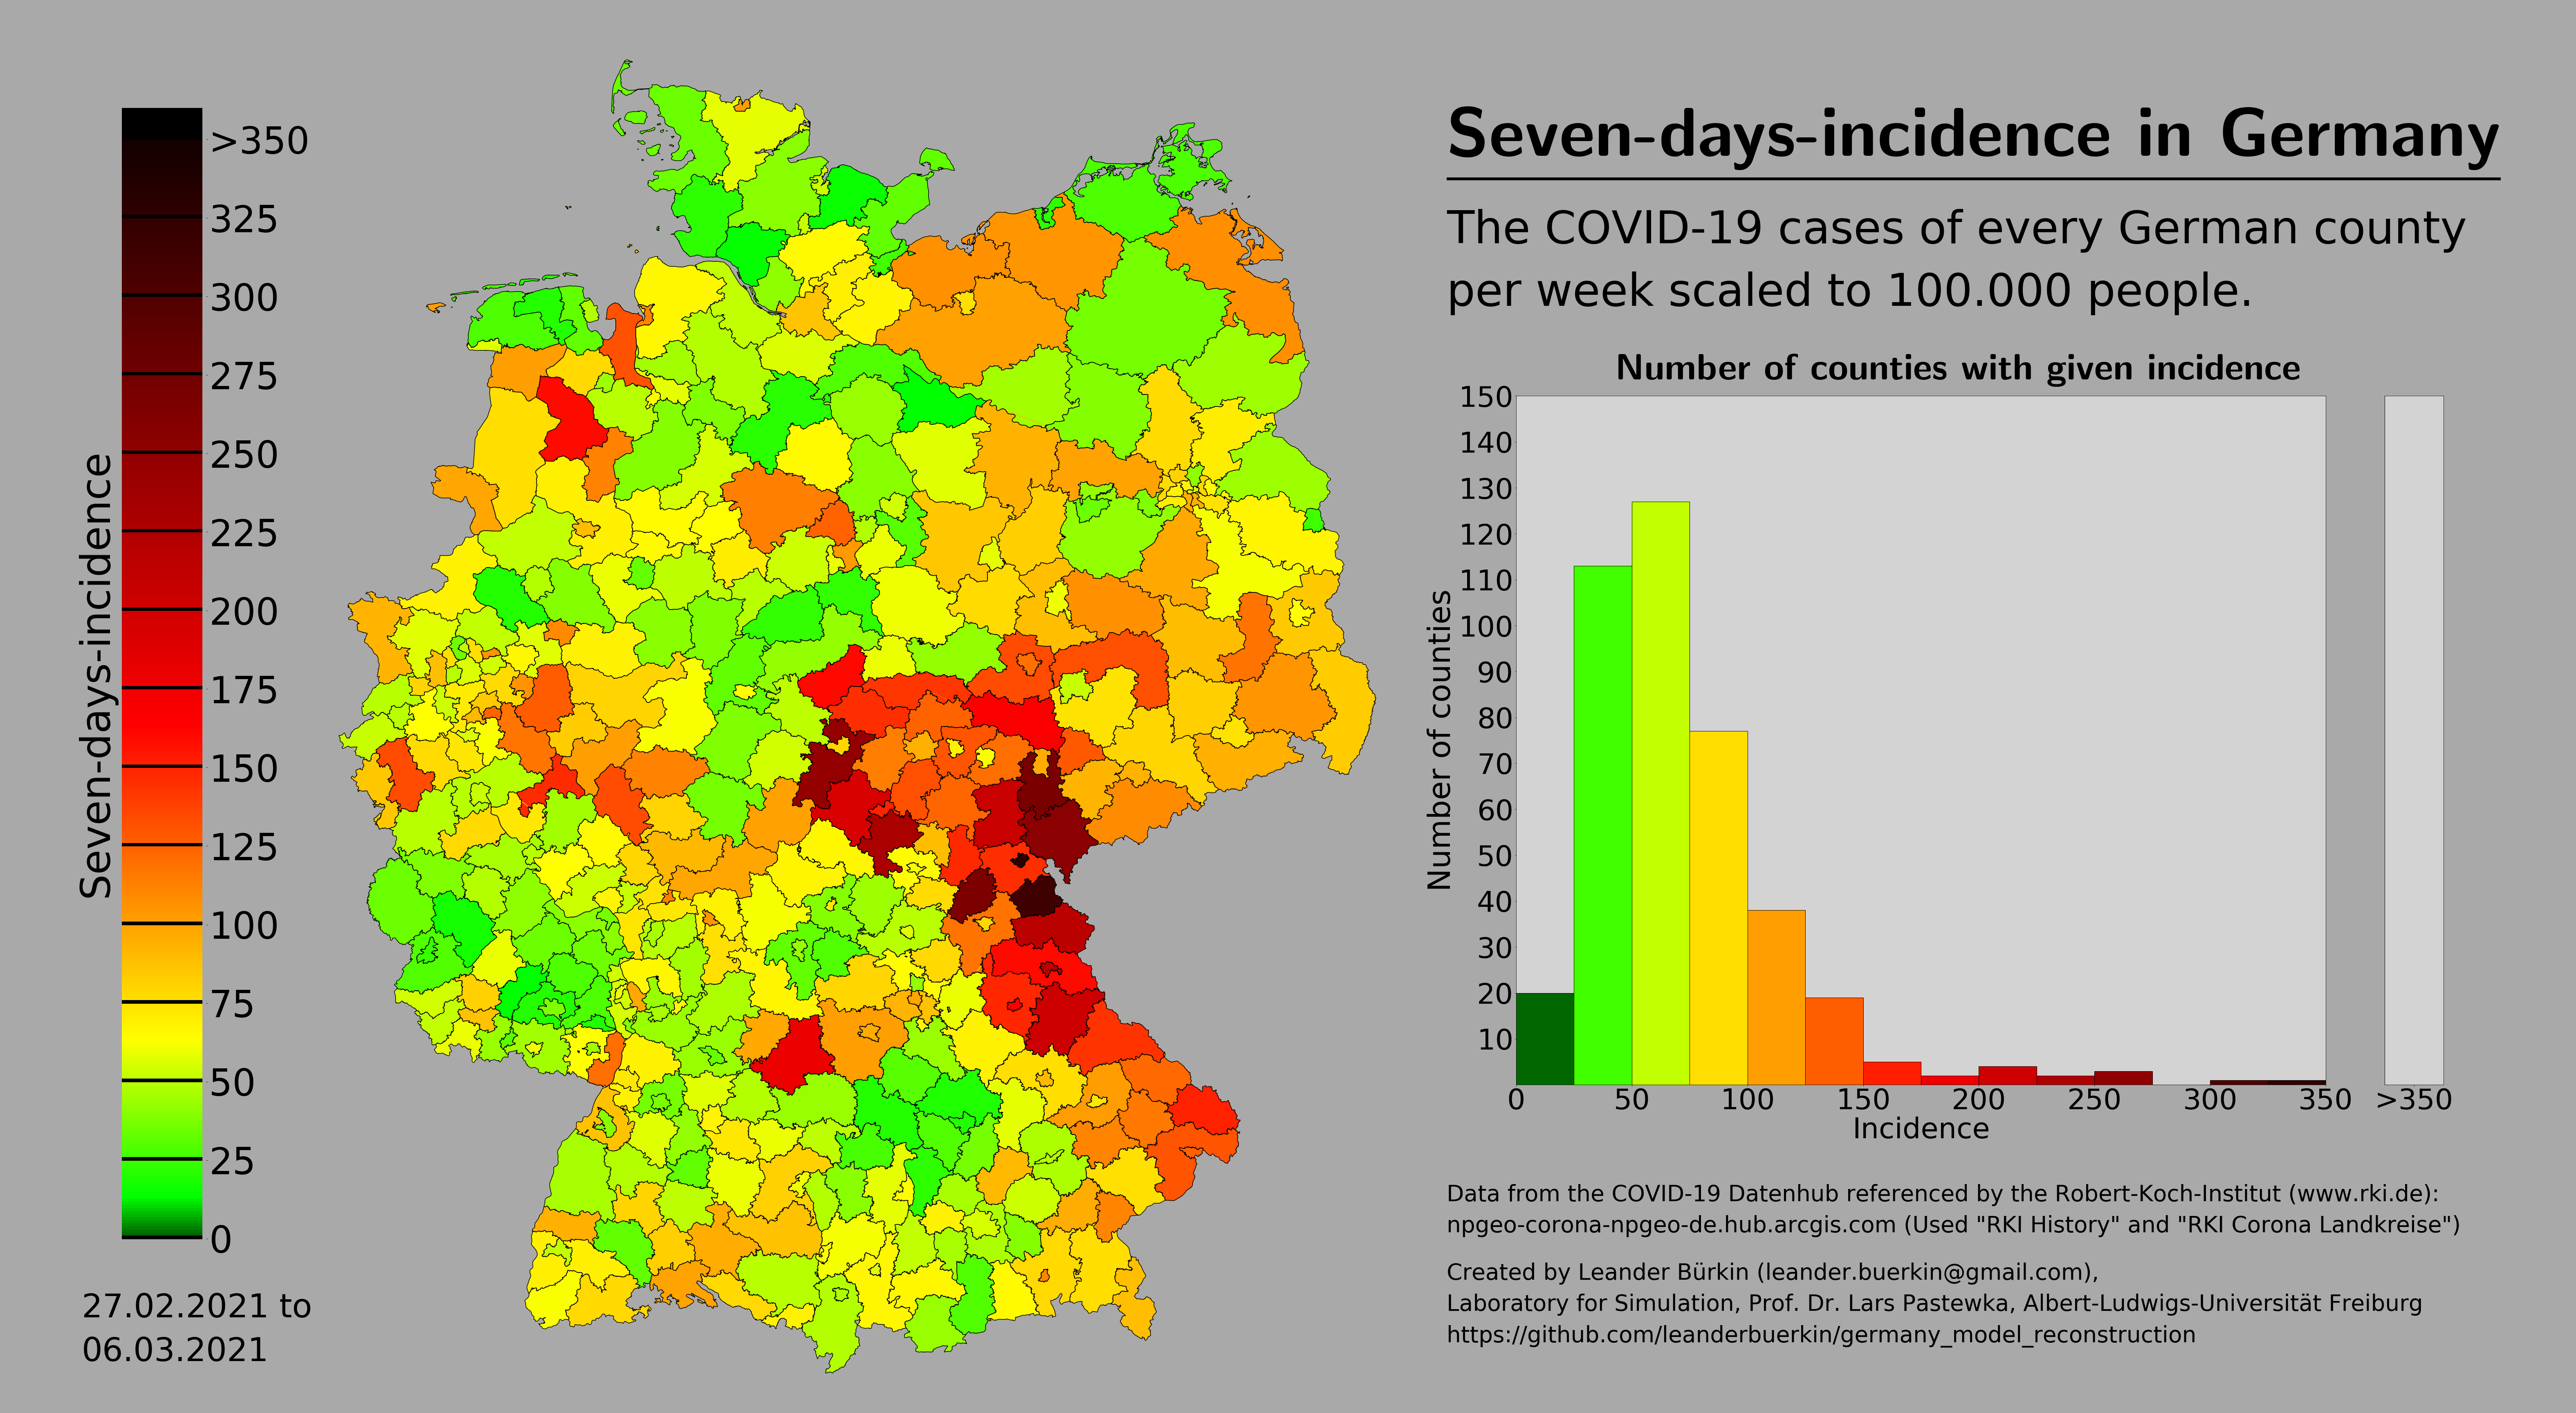 Seven-days-incidence in Germany
The COVID-19 cases of every German county
per week scaled to 100.000 people.
Seven-days-incidence
>350
325
300
275
250
225
200
175
150
125
100
75
50
25
0
27.02.2021 to
06.03.2021
Number of counties with given incidence
Number of counties
150
140
130
120
110
100
90
80
70
60
50
40
30
20
10
0 50 100 150 200 250 300 350 >350
Incidence
Data from the COVID-19 Datenhub referenced by the Robert-Koch-Institut (www.rki.de):
npgeo-corona-npgeo-de.hub.arcgis.com (Used "RKI History" and "RKI Corona Landkreise")
Created by Leander Bürkin (leander.buerkin@gmail.com),
Laboratory for Simulation, Prof. Dr. Lars Pastewka, Albert-Ludwigs-Universität Freiburg
https://github.com/leanderbuerkin/germany_model_reconstruction